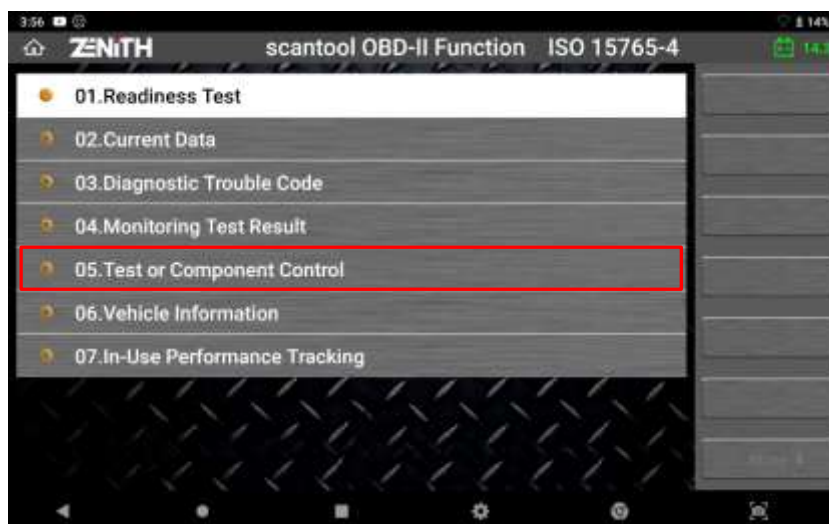 3:56
14%
ZENITH scantool OBD-II Function ISO 15765-4
01.Readiness Test
02.Current Data
03.Diagnostic Trouble Code
04.Monitoring Test Result
05.Test or Component Control
06.Vehicle Information
07.In-Use Performance Tracking